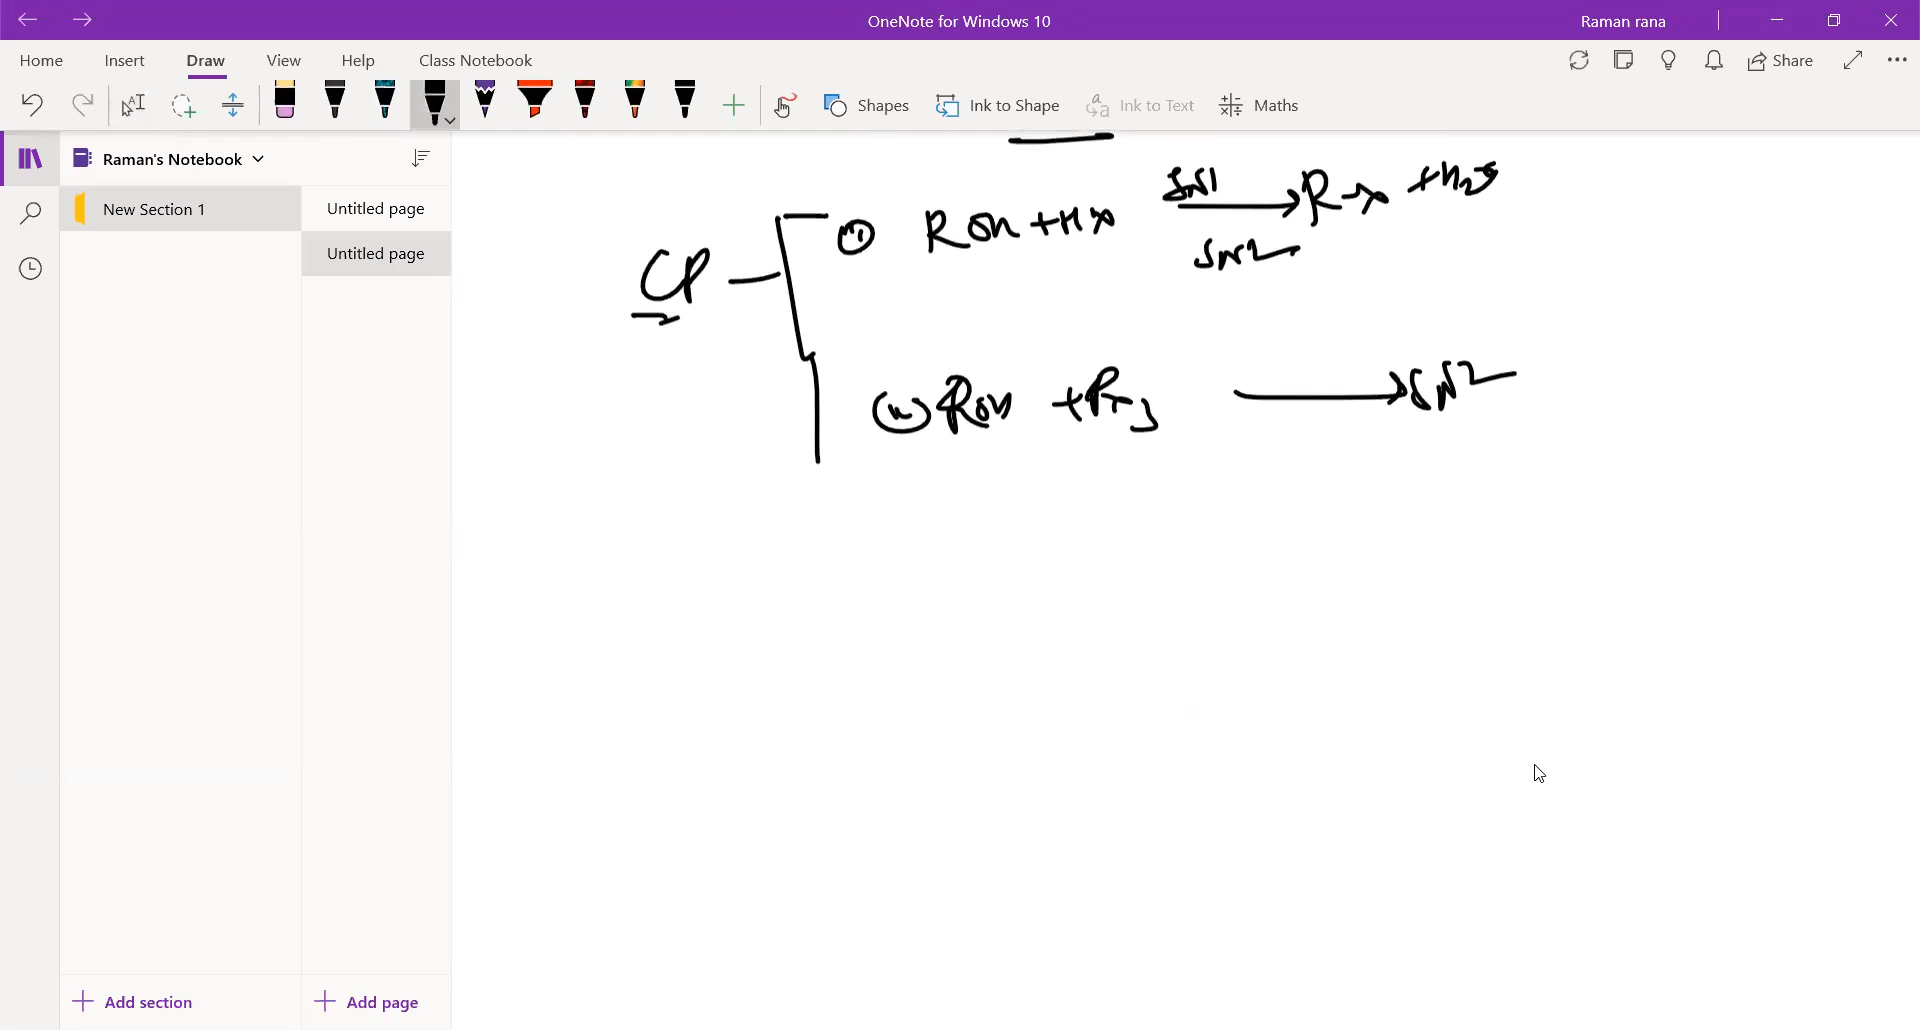 OneNote for Windows 10
Raman rana
Home Insert Draw View Help Class Notebook
Share
Shapes Ink to Shape Ink to Text Maths
Raman's Notebook
New Section 1
Untitled page
Untitled page
CP
ROH + HX SN1 R-X + H2O
SN2
ROH + SN2
Add section
Add page